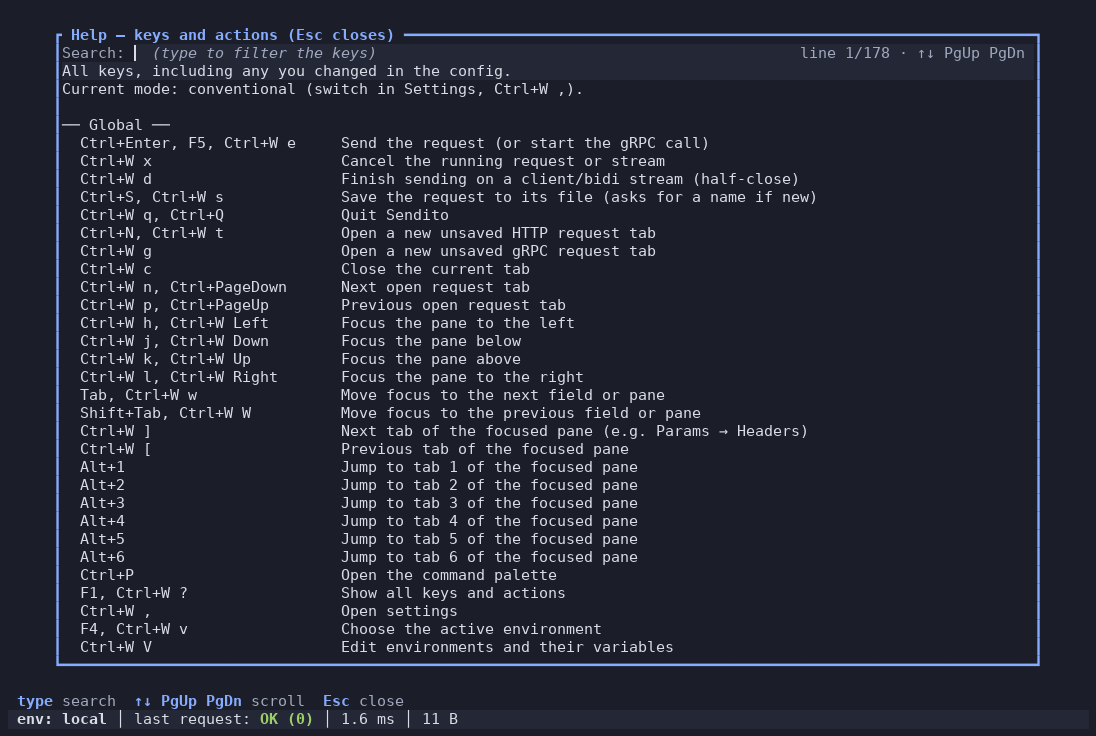 Help — keys and actions (Esc closes)
Search: (type to filter the keys) line 1/178 · ↑↓ PgUp PgDn
All keys, including any you changed in the config.
Current mode: conventional (switch in Settings, Ctrl+W ,).
── Global ──
Ctrl+Enter, F5, Ctrl+W e Send the request (or start the gRPC call)
Ctrl+W x Cancel the running request or stream
Ctrl+W d Finish sending on a client/bidi stream (half-close)
Ctrl+S, Ctrl+W s Save the request to its file (asks for a name if new)
Ctrl+W q, Ctrl+Q Quit Sendito
Ctrl+N, Ctrl+W t Open a new unsaved HTTP request tab
Ctrl+W g Open a new unsaved gRPC request tab
Ctrl+W c Close the current tab
Ctrl+W n, Ctrl+PageDown Next open request tab
Ctrl+W p, Ctrl+PageUp Previous open request tab
Ctrl+W h, Ctrl+W Left Focus the pane to the left
Ctrl+W j, Ctrl+W Down Focus the pane below
Ctrl+W k, Ctrl+W Up Focus the pane above
Ctrl+W l, Ctrl+W Right Focus the pane to the right
Tab, Ctrl+W w Move focus to the next field or pane
Shift+Tab, Ctrl+W W Move focus to the previous field or pane
Ctrl+W ] Next tab of the focused pane (e.g. Params → Headers)
Ctrl+W [ Previous tab of the focused pane
Alt+1 Jump to tab 1 of the focused pane
Alt+2 Jump to tab 2 of the focused pane
Alt+3 Jump to tab 3 of the focused pane
Alt+4 Jump to tab 4 of the focused pane
Alt+5 Jump to tab 5 of the focused pane
Alt+6 Jump to tab 6 of the focused pane
Ctrl+P Open the command palette
F1, Ctrl+W ? Show all keys and actions
Ctrl+W , Open settings
F4, Ctrl+W v Choose the active environment
Ctrl+W V Edit environments and their variables
type search ↑↓ PgUp PgDn scroll Esc close
env: local │ last request: OK (0) │ 1.6 ms │ 11 B